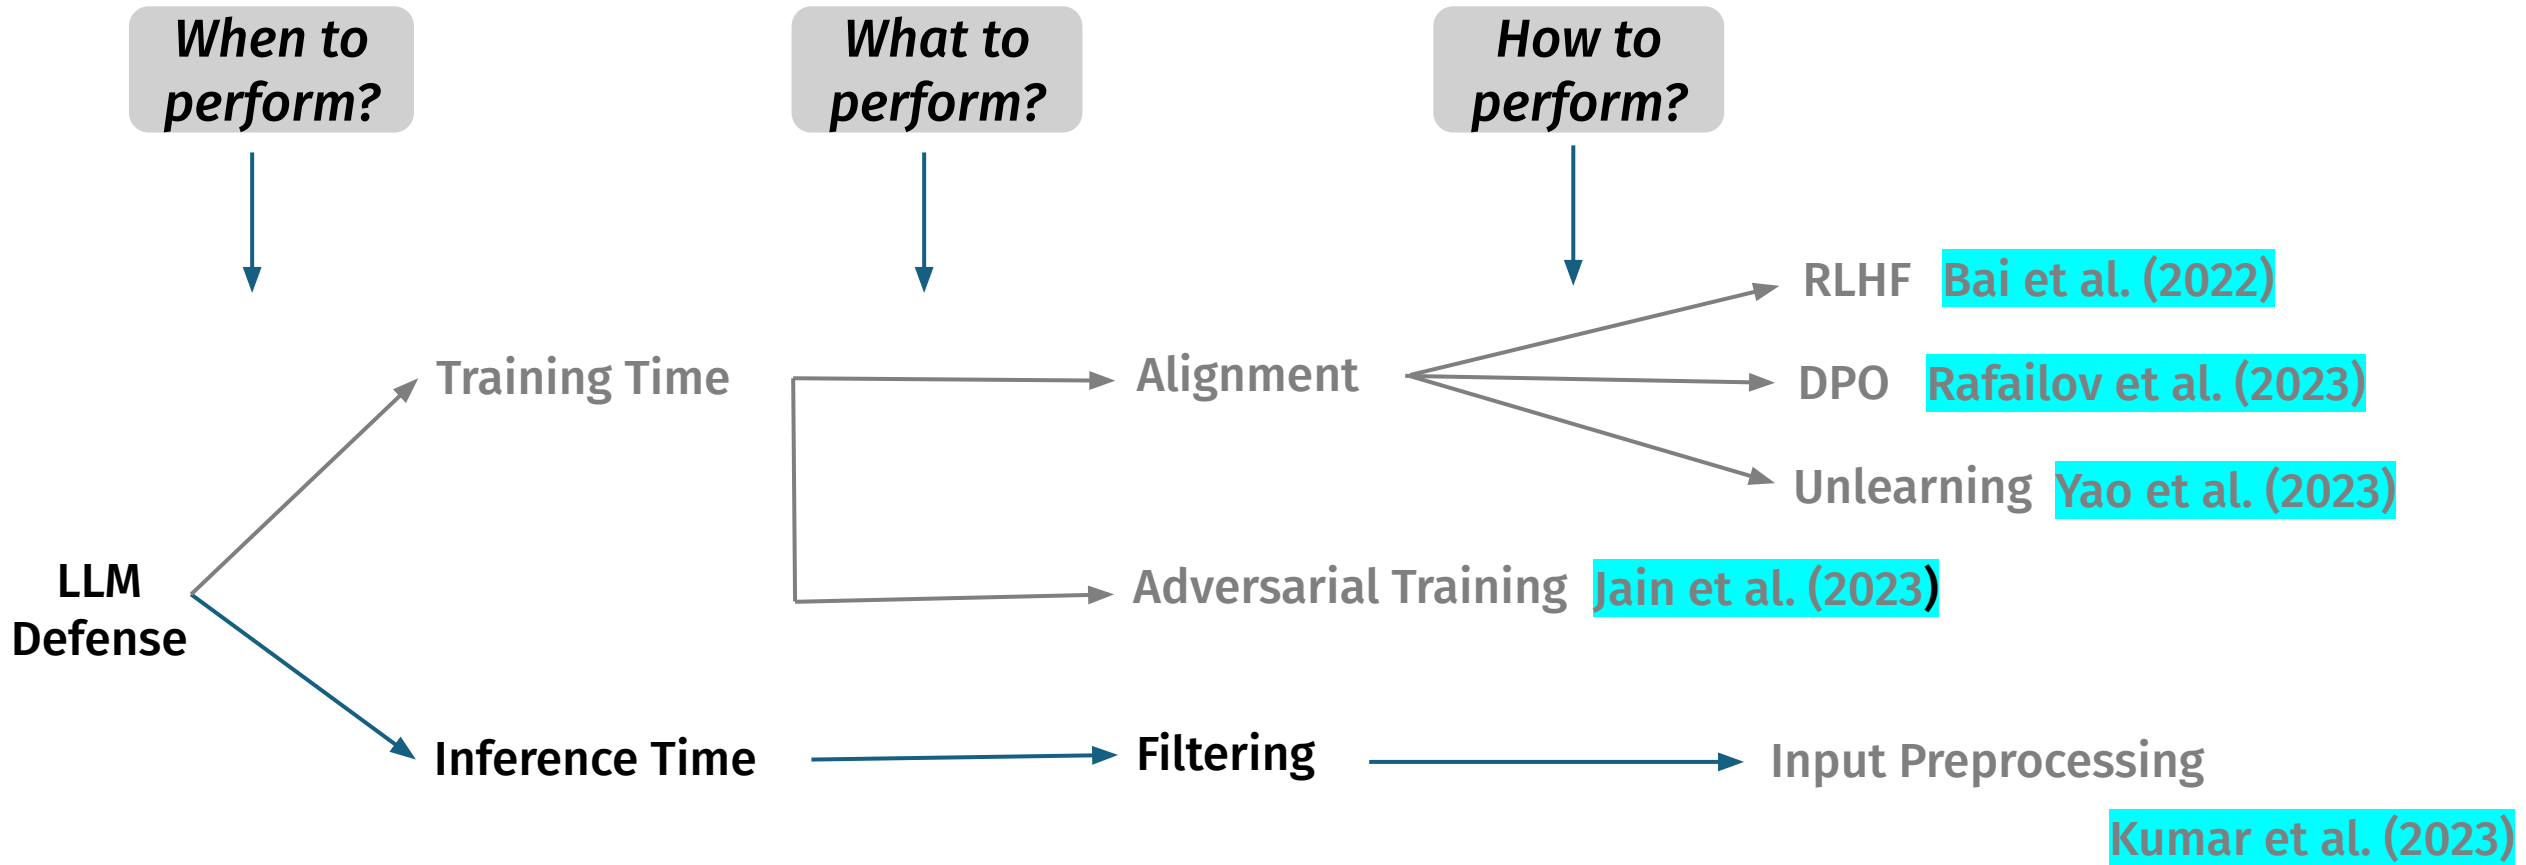 When to
perform?
What to
perform?
How to
perform?
RLHF Bai et al. (2022)
Training Time
Alignment
DPO Rafailov et al. (2023)
Unlearning Yao et al. (2023)
LLM
Defense
Adversarial Training Jain et al. (2023)
Inference Time
Filtering
Input Preprocessing
Kumar et al. (2023)